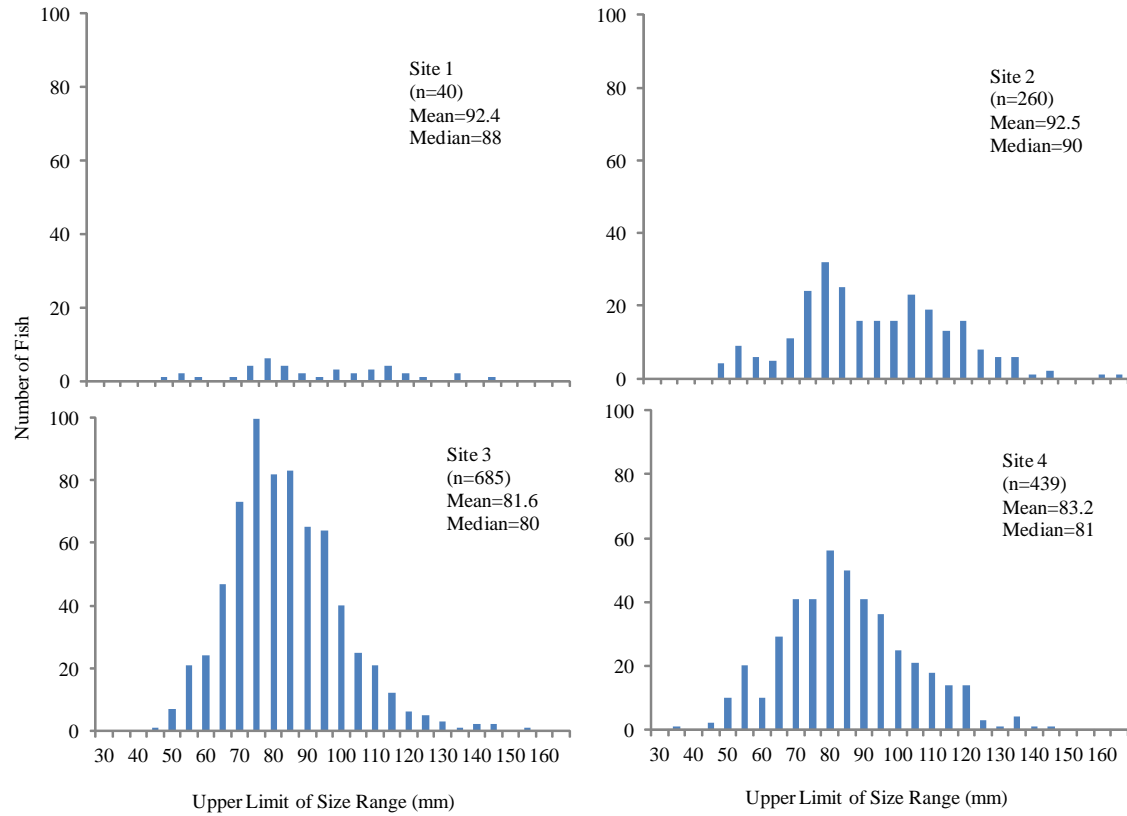 100
80
60
40
20
0
Site 1
(n=40)
Mean=92.4
Median=88
100
80
60
40
20
0
Site 2
(n=260)
Mean=92.5
Median=90
Number of Fish
100
80
60
40
20
0
Site 3
(n=685)
Mean=81.6
Median=80
30 40 50 60 70 80 90 100 110 120 130 140 150 160
Upper Limit of Size Range (mm)
100
80
60
40
20
0
Site 4
(n=439)
Mean=83.2
Median=81
30 40 50 60 70 80 90 100 110 120 130 140 150 160
Upper Limit of Size Range (mm)